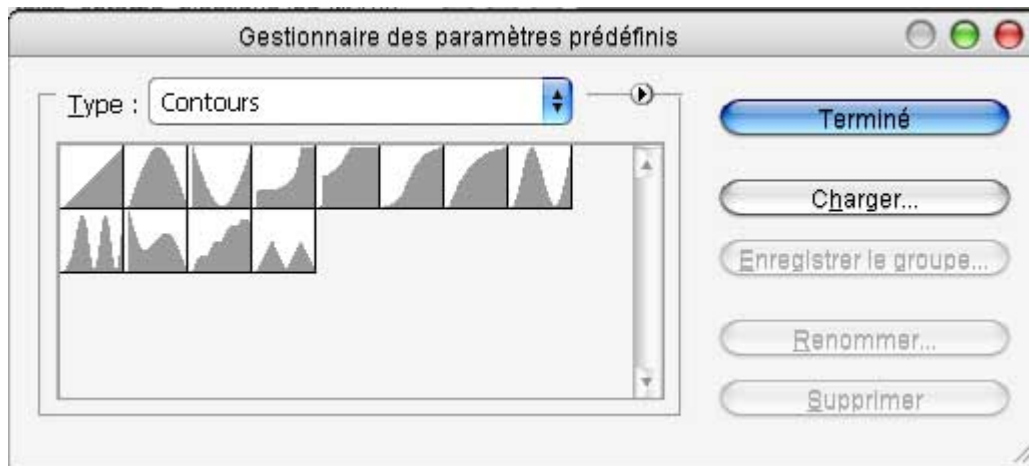 Gestionnaire des paramètres prédéfinis
Type : Contours
Terminé
Charger...
Enregistrer le groupe...
Renommer...
Supprimer